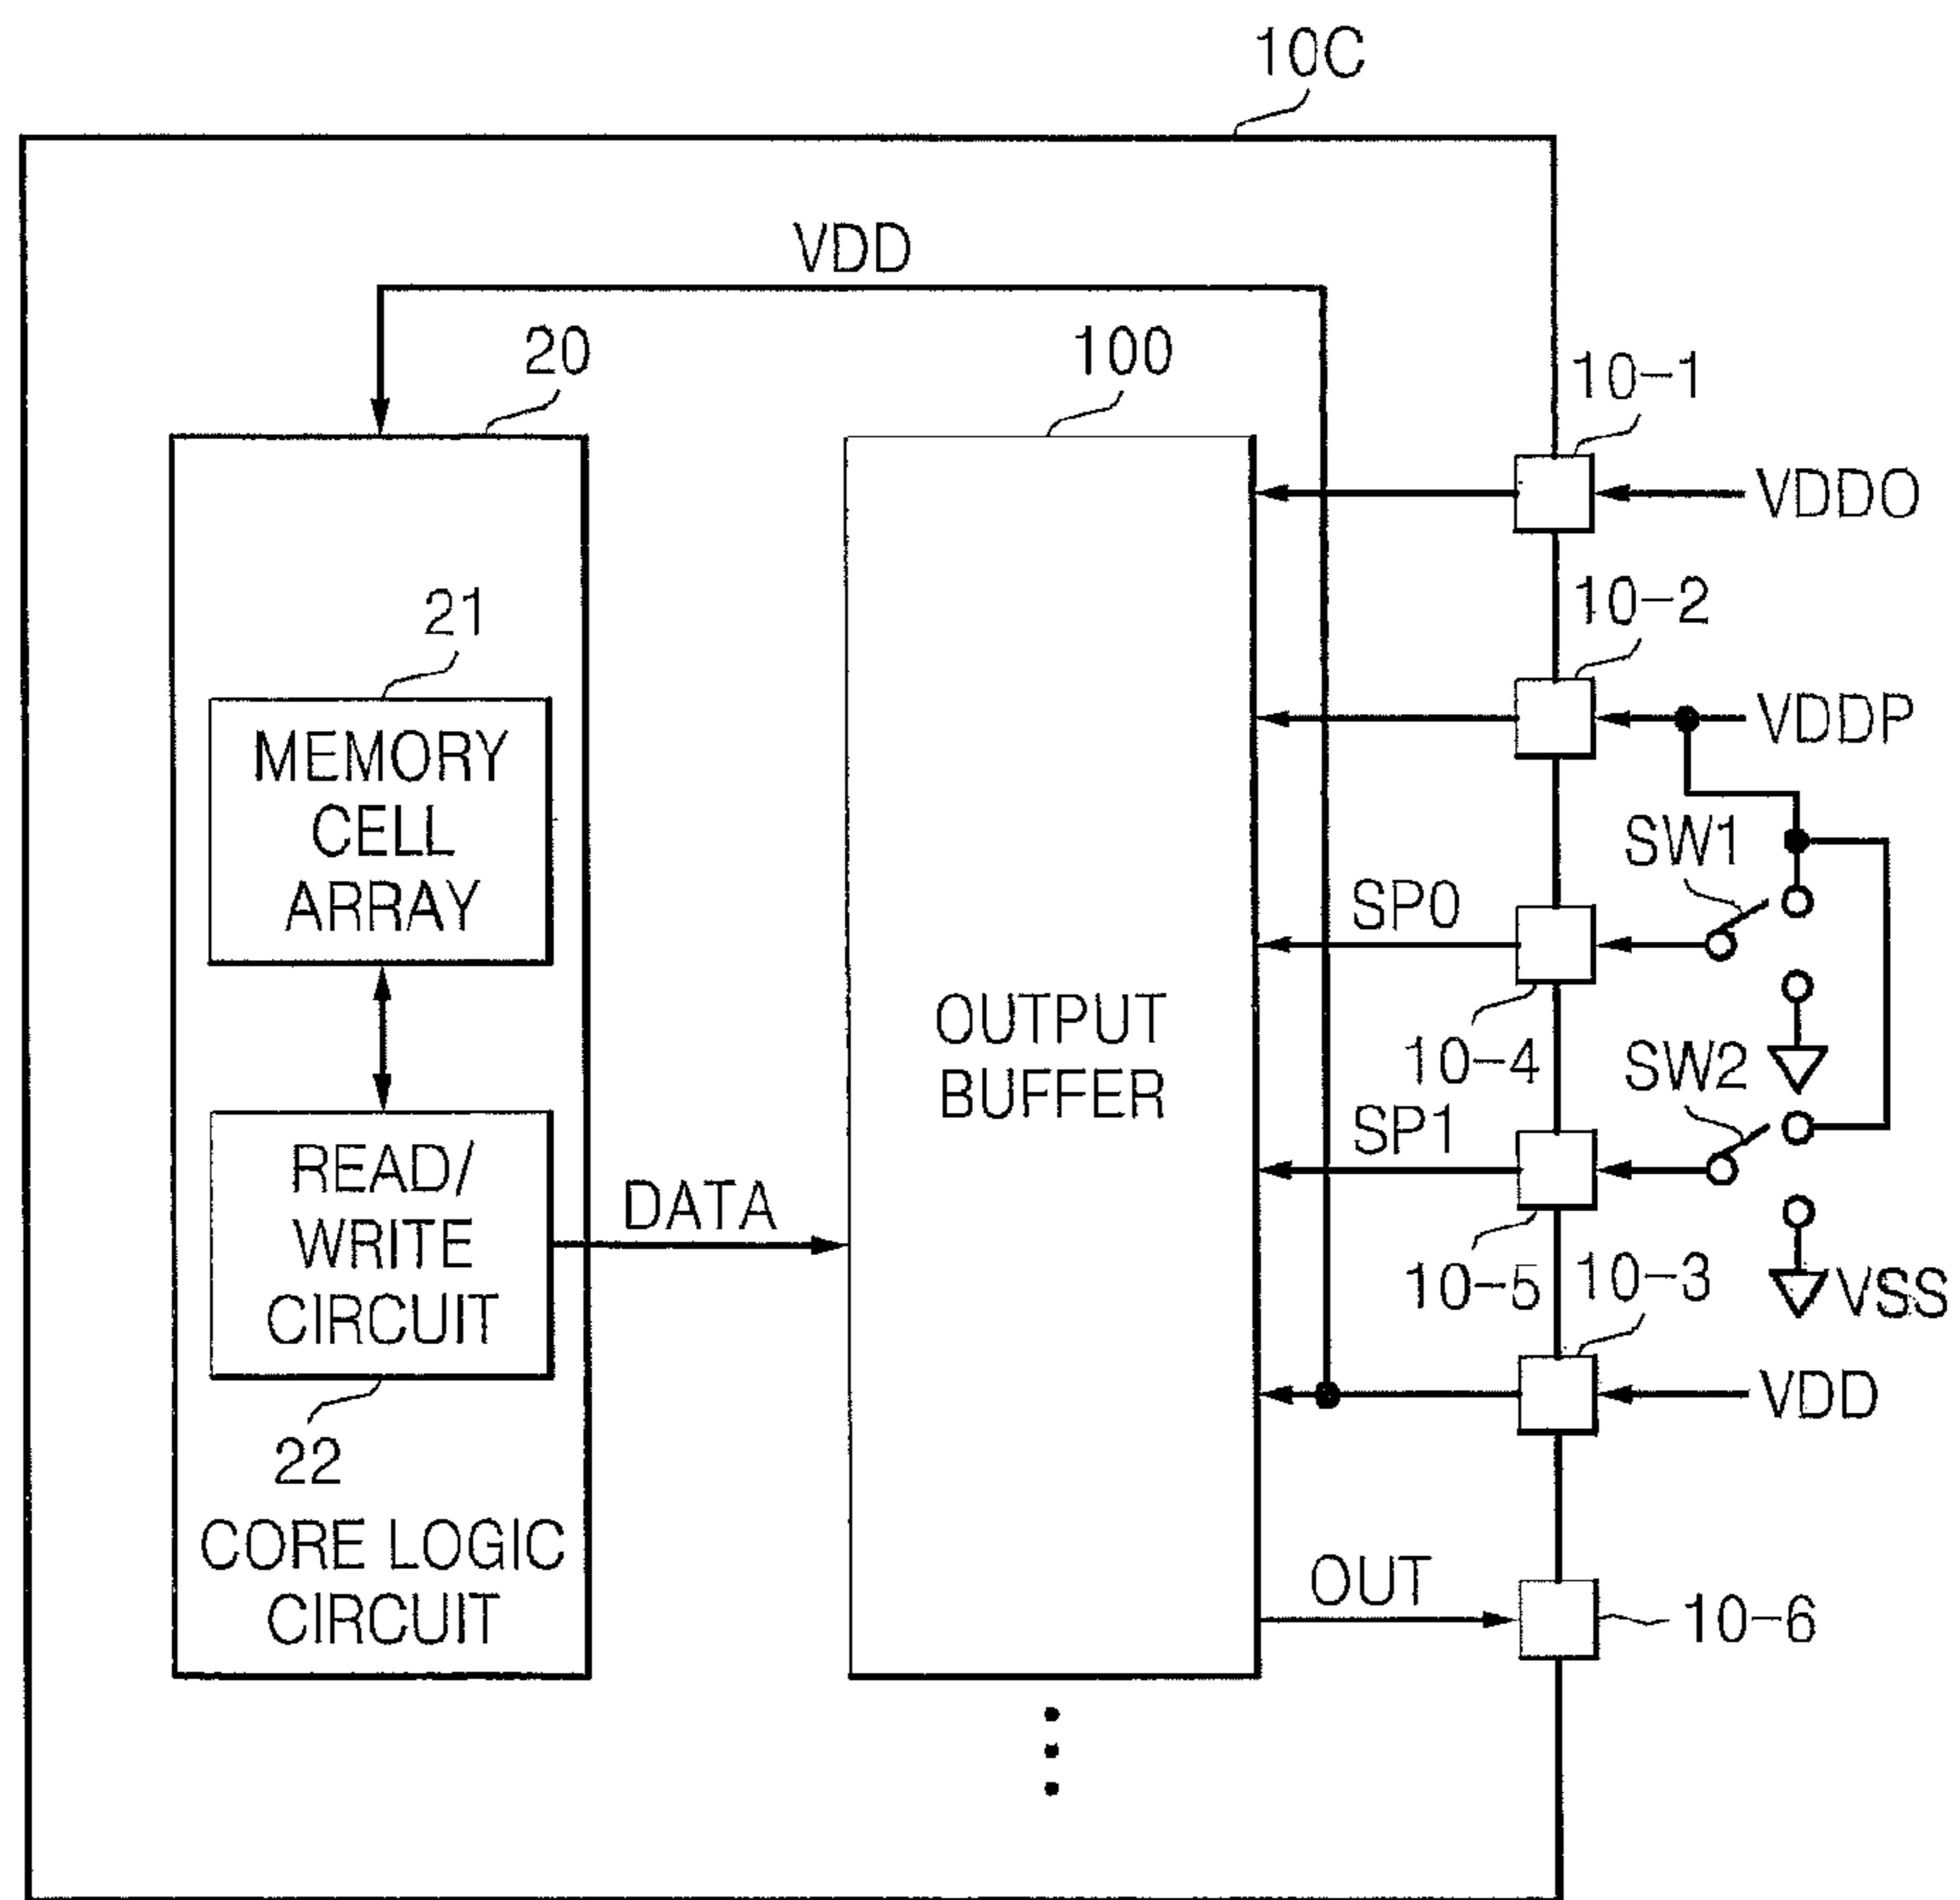 10C
VDD
20
100
10-1
VDDO
21
10-2
MEMORY
CELL
ARRAY
VDDP
SW1
SP0
OUTPUT
BUFFER
10-4
SW2
READ/
WRITE
CIRCUIT
SP1
DATA
10-5
10-3
VSS
VDD
22
CORE LOGIC
CIRCUIT
OUT
10-6